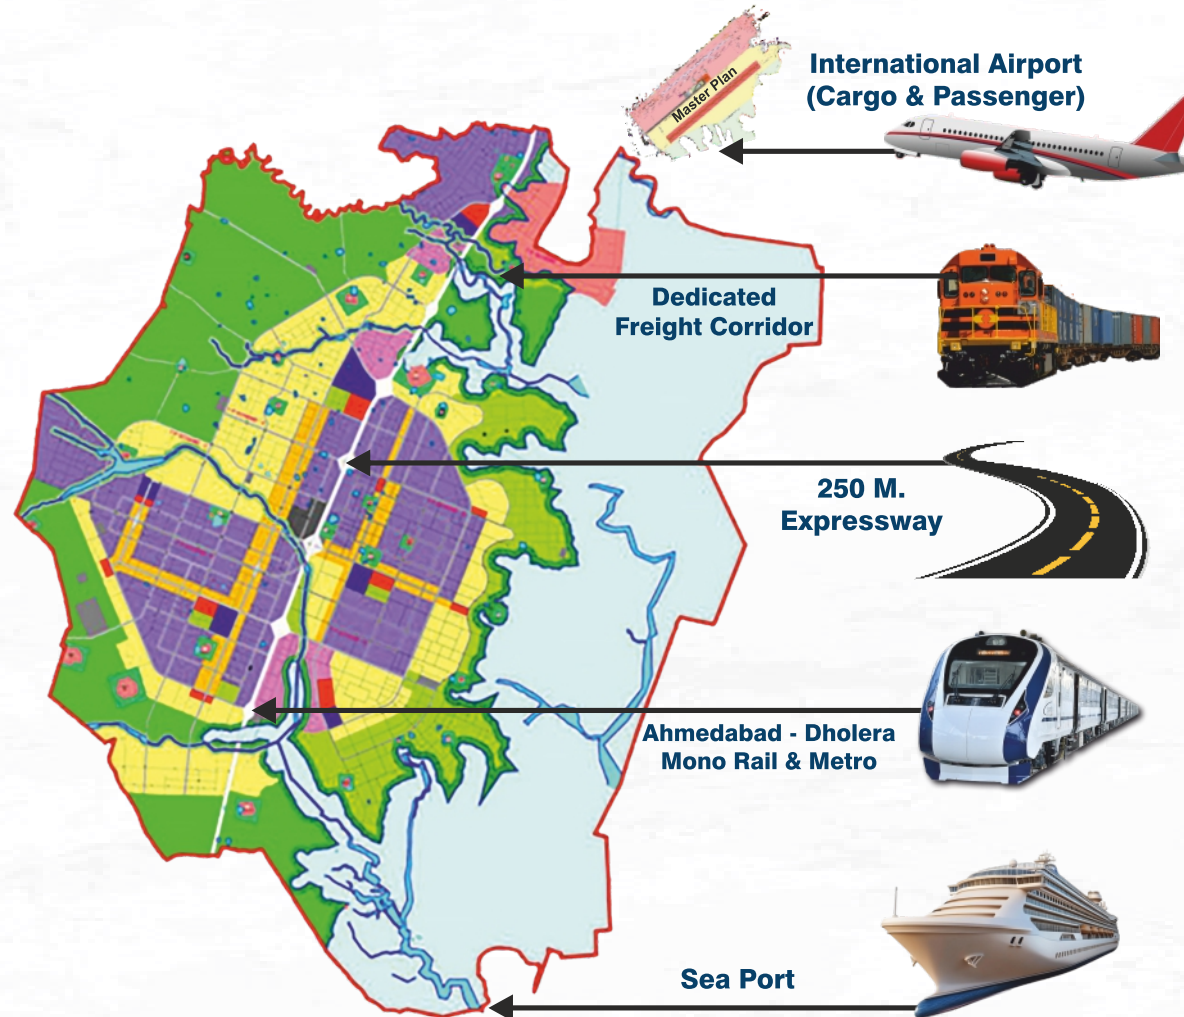 International Airport
(Cargo & Passenger)
Master Plan
Dedicated
Freight Corridor
250 M.
Expressway
Ahmedabad - Dholera
Mono Rail & Metro
Sea Port